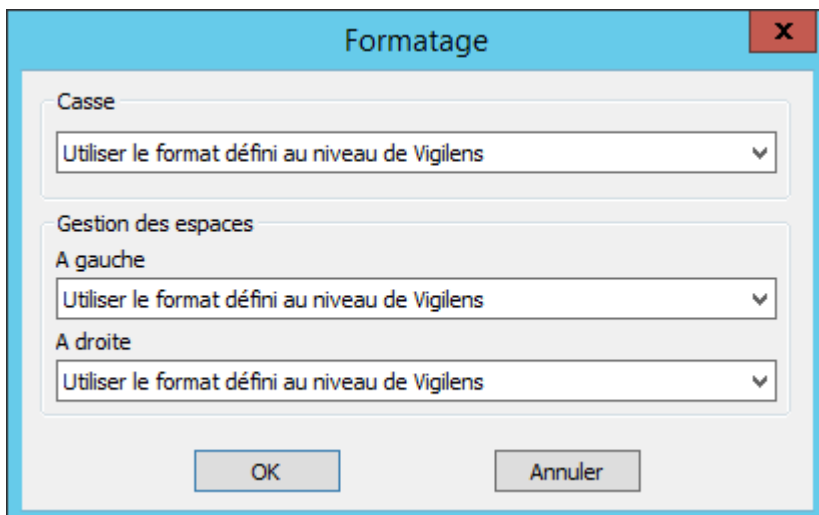 Formatage
x
Casse
Utiliser le format défini au niveau de Vigilens
Gestion des espaces
A gauche
Utiliser le format défini au niveau de Vigilens
A droite
Utiliser le format défini au niveau de Vigilens
OK Annuler